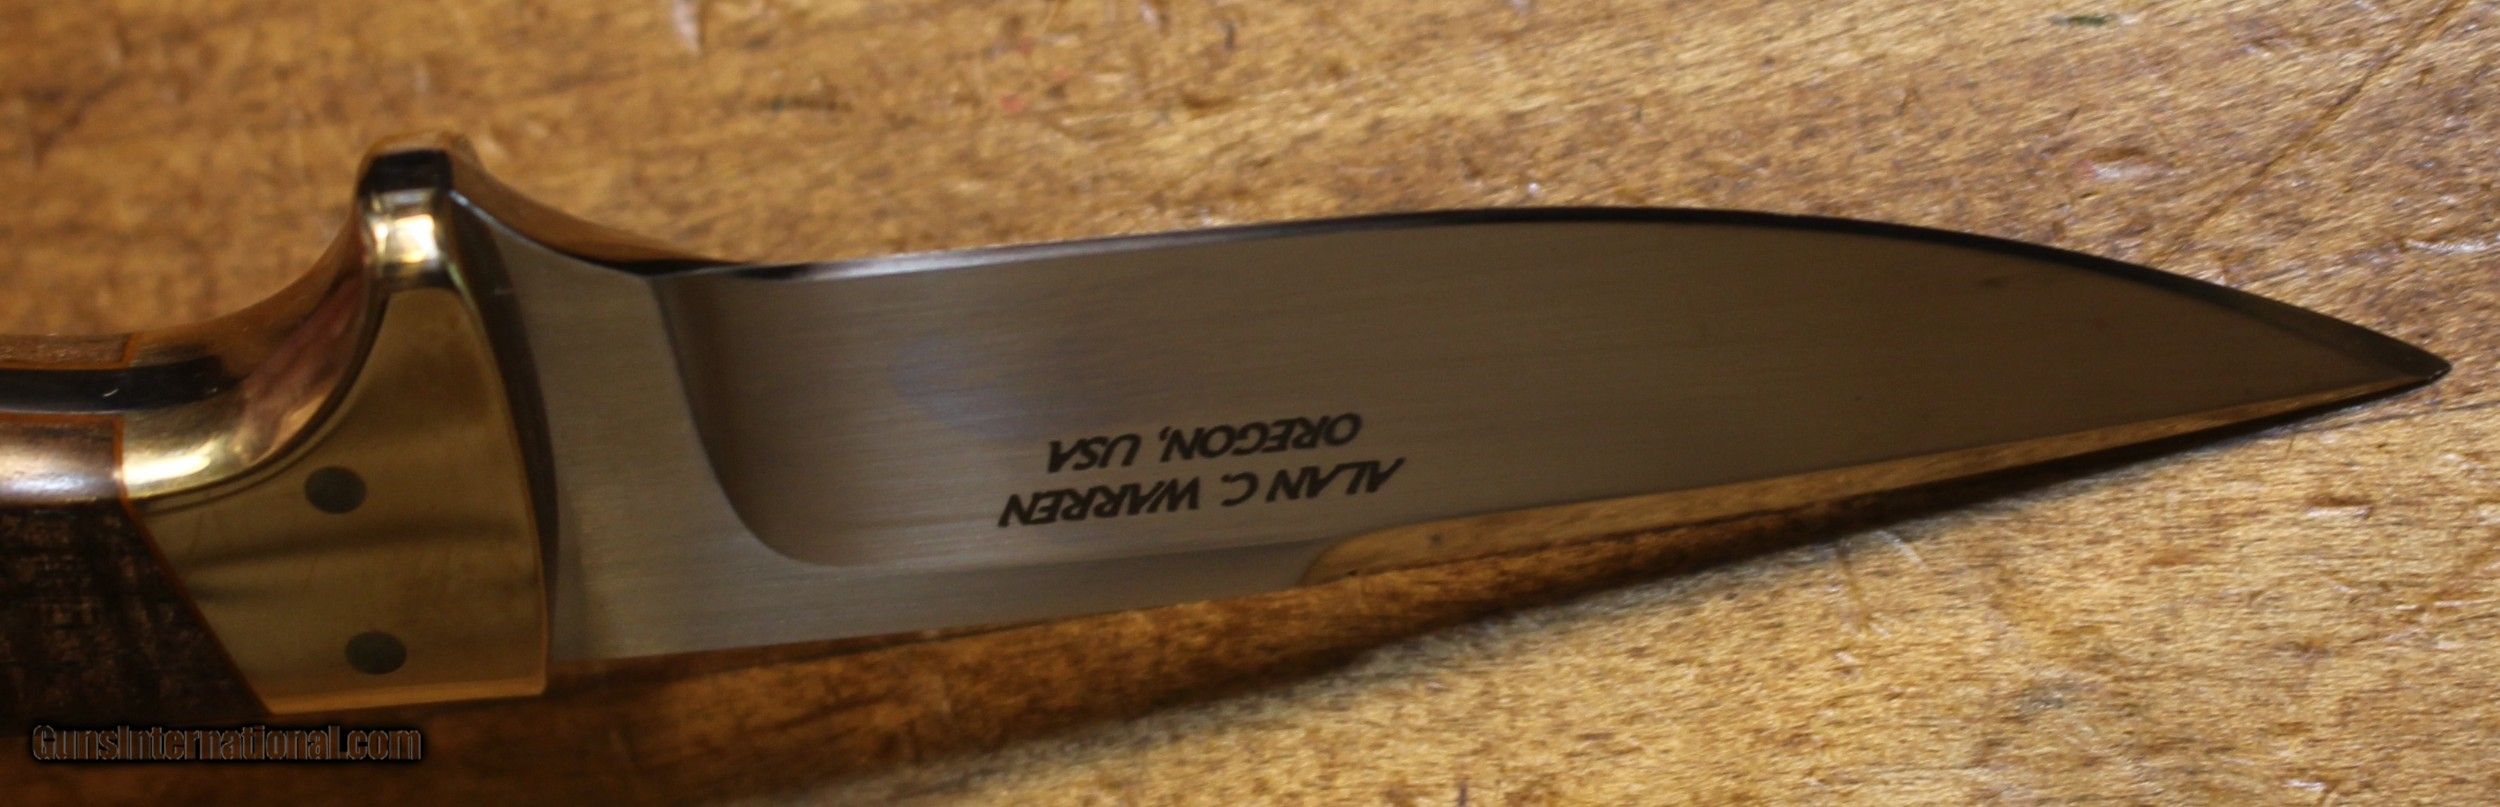 ALAN C. WARREN
OREGON, USA
GunsInternational.com